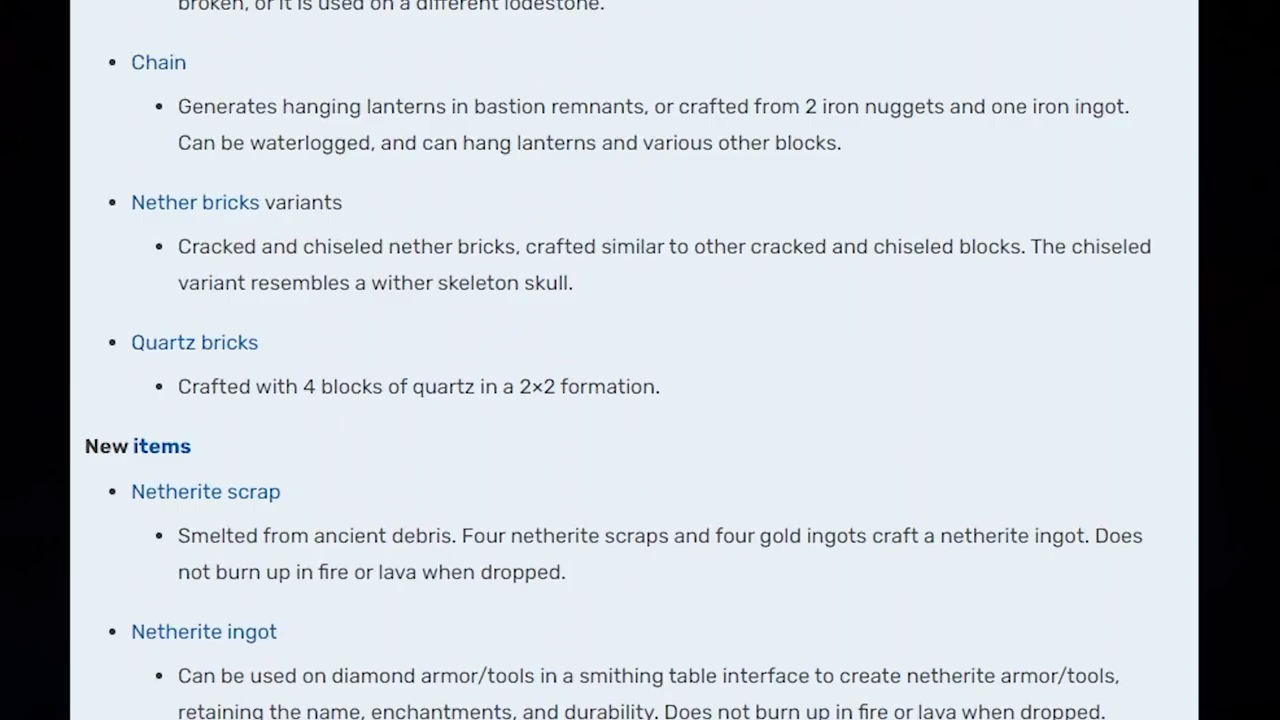 broken, or it is used on a different lodestone.
Chain
Generates hanging lanterns in bastion remnants, or crafted from 2 iron nuggets and one iron ingot.
Can be waterlogged, and can hang lanterns and various other blocks.
Nether bricks variants
Cracked and chiseled nether bricks, crafted similar to other cracked and chiseled blocks. The chiseled
variant resembles a wither skeleton skull.
Quartz bricks
Crafted with 4 blocks of quartz in a 2×2 formation.
New items
Netherite scrap
Smelted from ancient debris. Four netherite scraps and four gold ingots craft a netherite ingot. Does
not burn up in fire or lava when dropped.
Netherite ingot
Can be used on diamond armor/tools in a smithing table interface to create netherite armor/tools,
retaining the name, enchantments, and durability. Does not burn up in fire or lava when dropped.